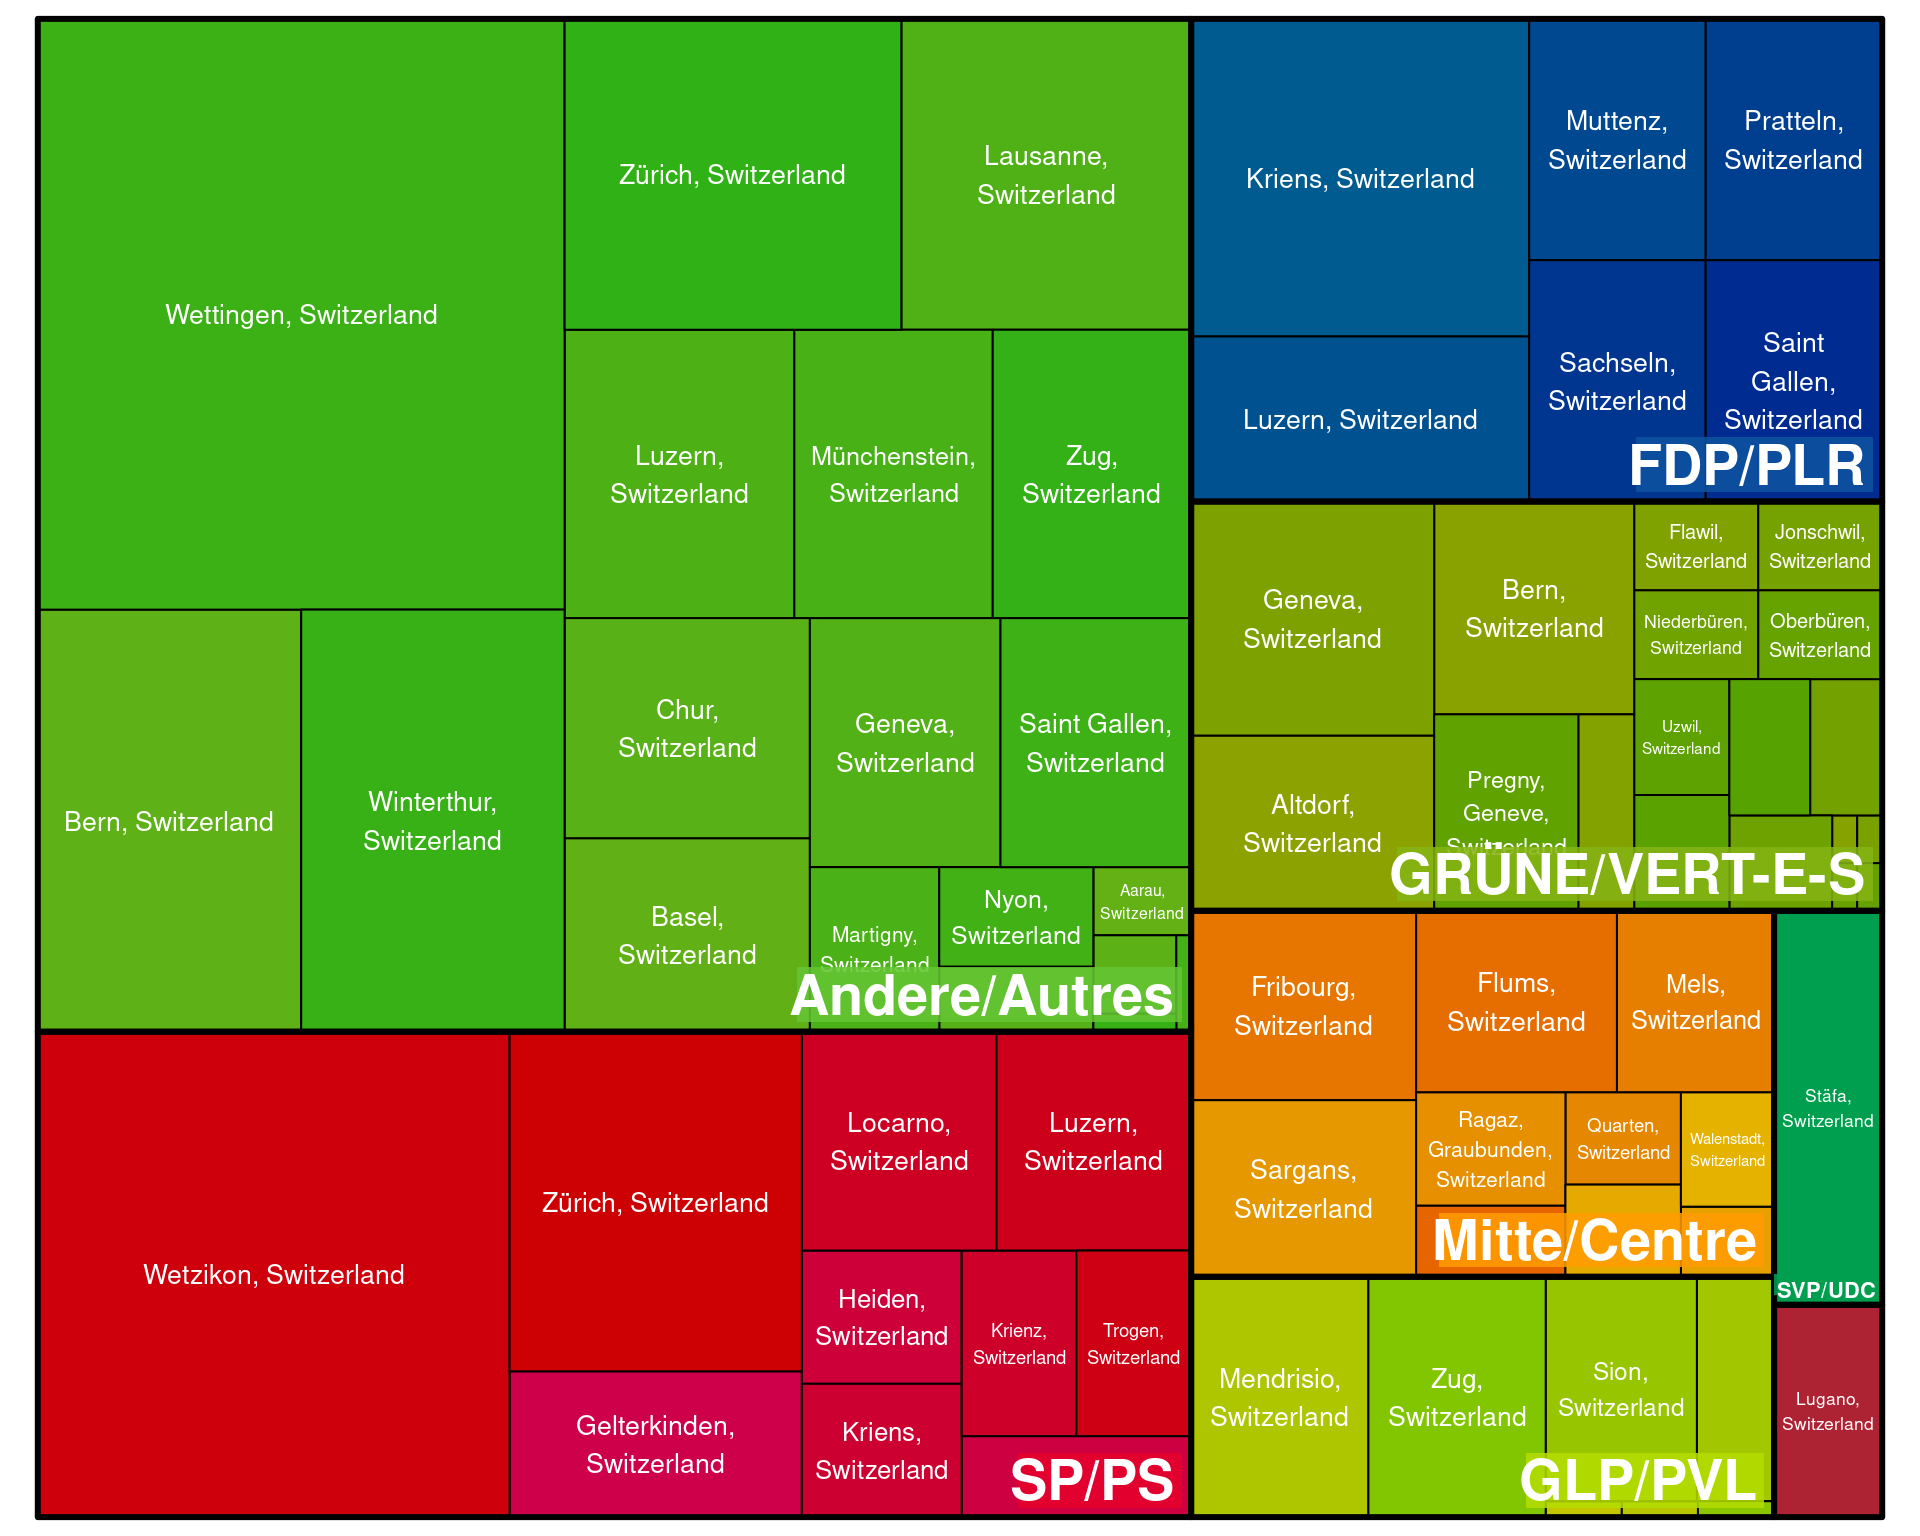 Wettingen, Switzerland
Zürich, Switzerland
Lausanne,
Switzerland
Luzern,
Switzerland
Münchenstein,
Switzerland
Zug,
Switzerland
Bern, Switzerland
Winterthur,
Switzerland
Chur,
Switzerland
Geneva,
Switzerland
Saint Gallen,
Switzerland
Basel,
Switzerland
Martigny,
Switzerland
Nyon,
Switzerland
Aarau,
Switzerland
Andere/Autres
Kriens, Switzerland
Muttenz,
Switzerland
Pratteln,
Switzerland
Luzern, Switzerland
Sachseln,
Switzerland
Saint
Gallen,
Switzerland
FDP/PLR
Geneva,
Switzerland
Bern,
Switzerland
Flawil,
Switzerland
Jonschwil,
Switzerland
Niederbüren,
Switzerland
Oberbüren,
Switzerland
Uzwil,
Switzerland
Altdorf,
Switzerland
Pregny,
Geneve,
Switzerland
GRÜNE/VERT-E-S
Wetzikon, Switzerland
Zürich, Switzerland
Locarno,
Switzerland
Luzern,
Switzerland
Gelterkinden,
Switzerland
Heiden,
Switzerland
Krienz,
Switzerland
Trogen,
Switzerland
Kriens,
Switzerland
SP/PS
Fribourg,
Switzerland
Flums,
Switzerland
Mels,
Switzerland
Sargans,
Switzerland
Ragaz,
Graubunden,
Switzerland
Quarten,
Switzerland
Walenstadt,
Switzerland
Mitte/Centre
Stäfa,
Switzerland
SVP/UDC
Mendrisio,
Switzerland
Zug,
Switzerland
Sion,
Switzerland
GLP/PVL
Lugano,
Switzerland